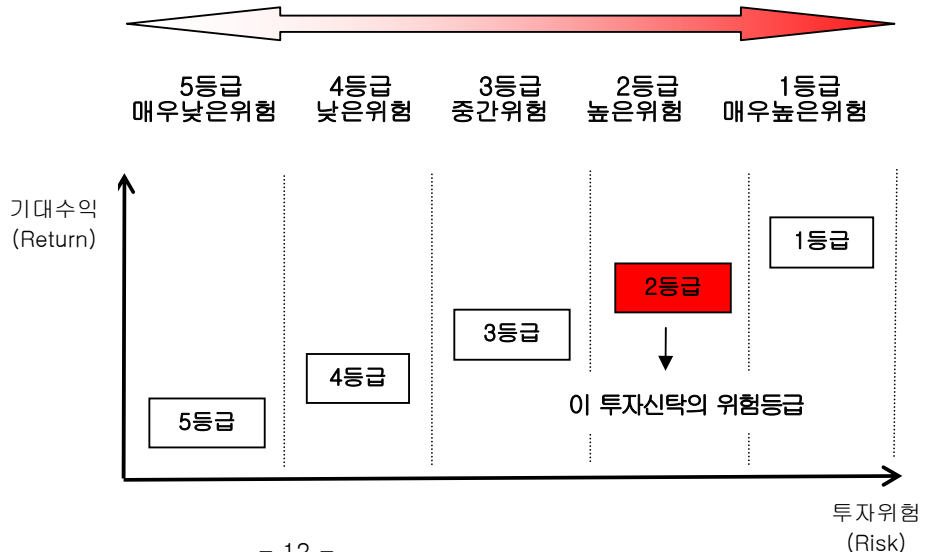 5등급 4등급 3등급 2등급 1등급
매우낮은위험 낮은위험 중간위험 높은위험 매우높은위험
기대수익
(Return)
1등급
2등급
3등급
4등급
이 투자신탁의 위험등급
5등급
투자위험
(Risk)
- 12 -